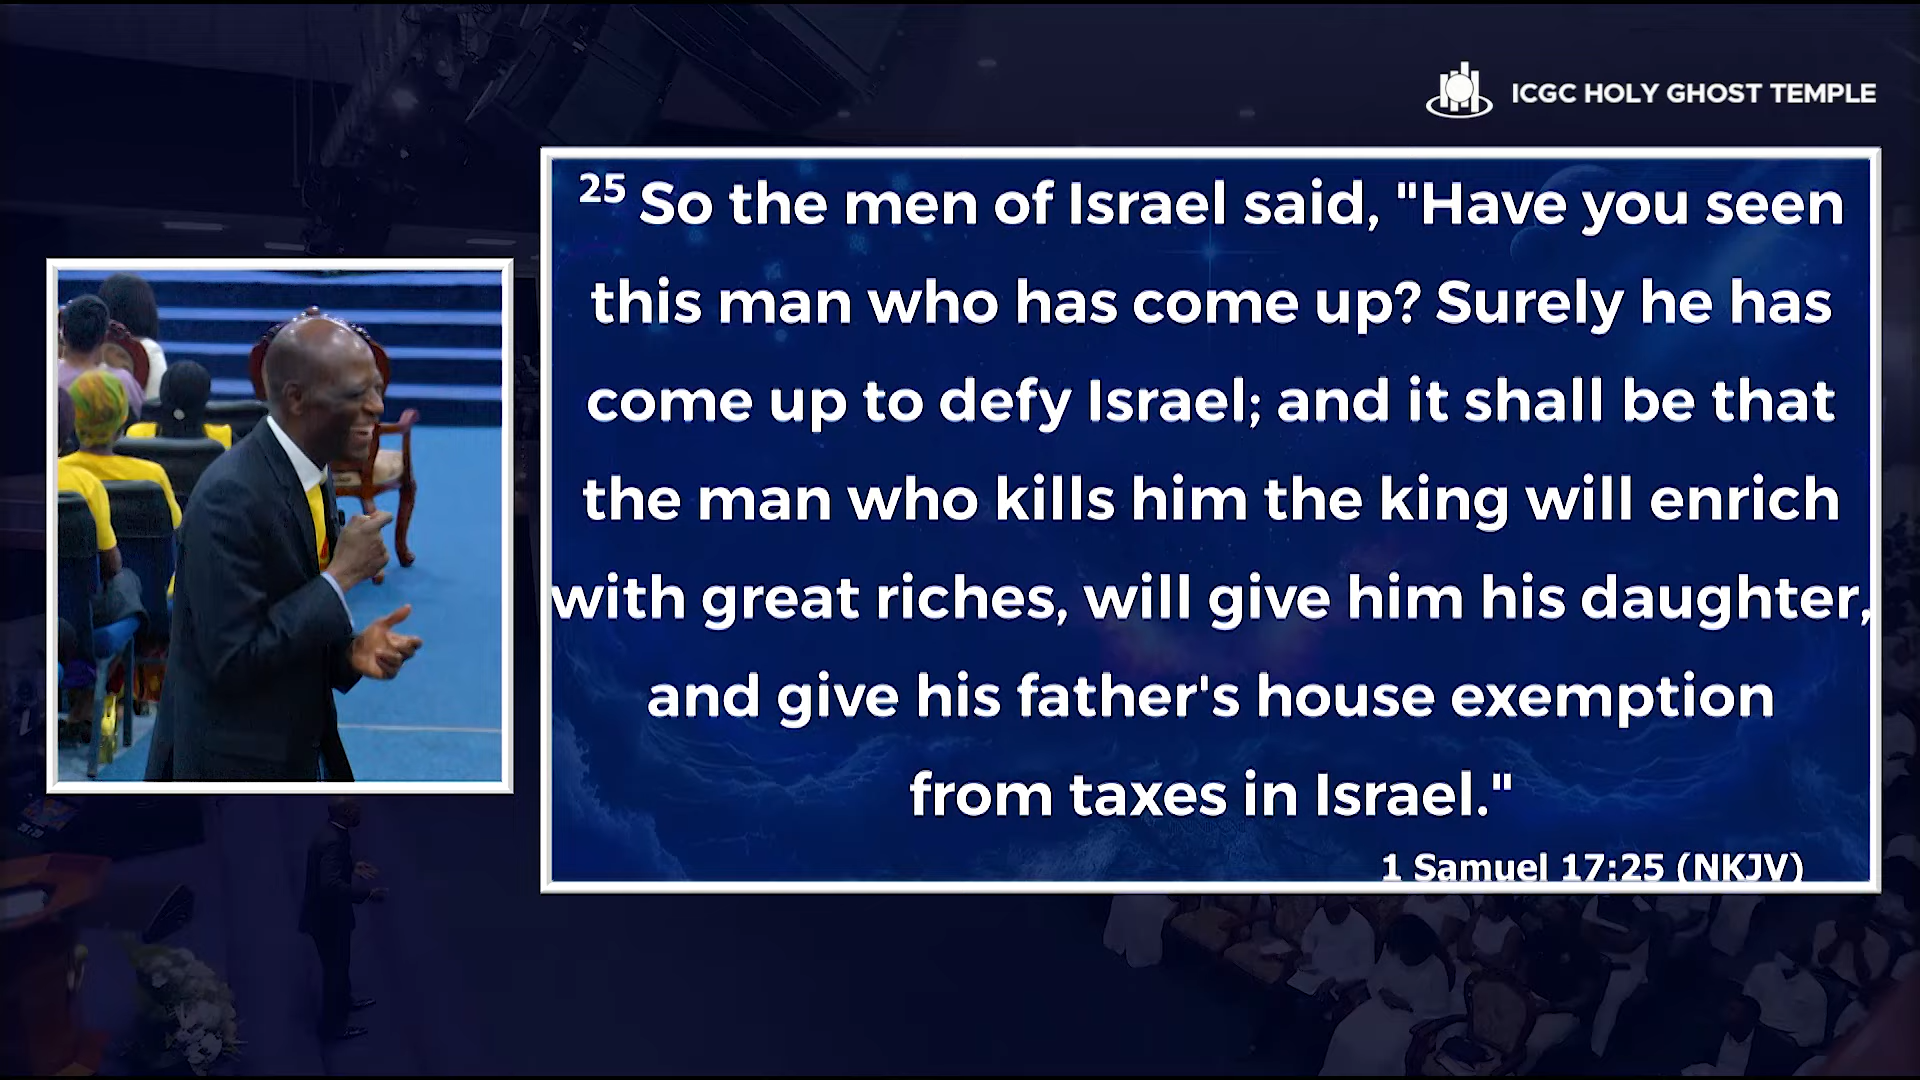 ICGC HOLY GHOST TEMPLE
25 So the men of Israel said, "Have you seen
this man who has come up? Surely he has
come up to defy Israel; and it shall be that
the man who kills him the king will enrich
with great riches, will give him his daughter,
and give his father's house exemption
from taxes in Israel."
1 Samuel 17:25 (NKJV)